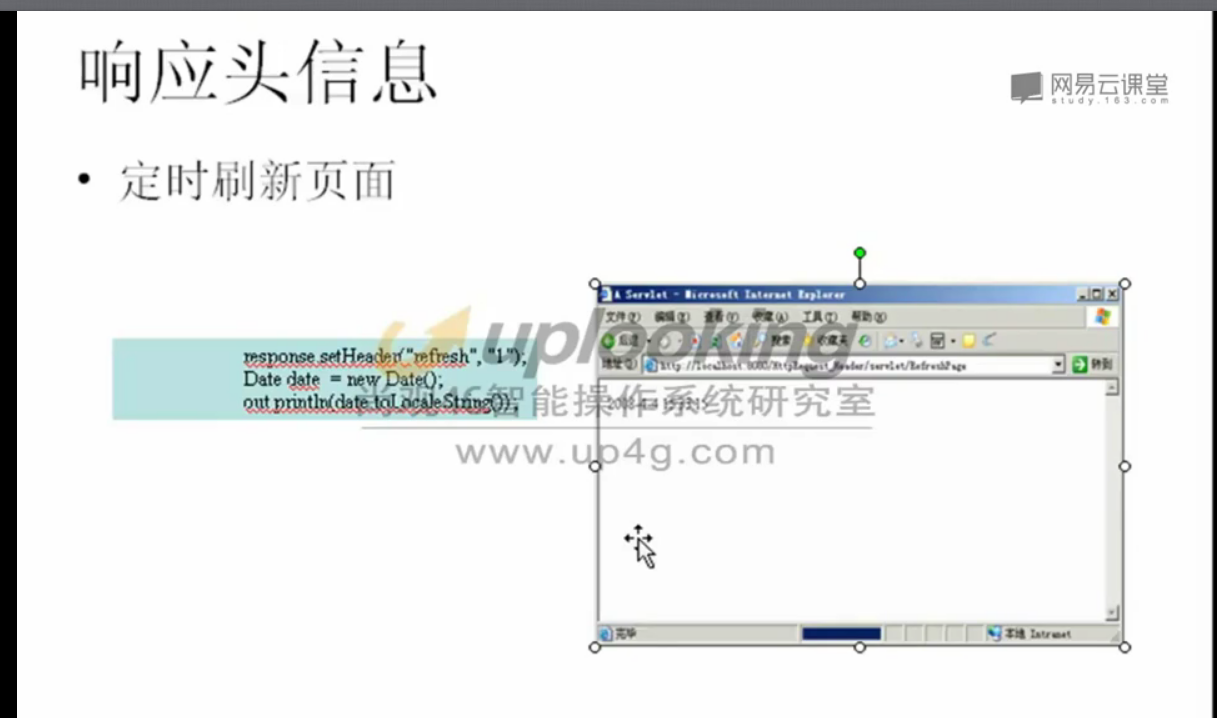 响应头信息
网易云课堂
study.163.com
• 定时刷新页面
response.setHeader("refresh", "1");
Date date = new Date();
out.println(date.toLocaleString());
uplooking
智能操作系统研究室
www.up4g.com
A Servlet - Microsoft Internet Explorer
文件(F) 编辑(E) 查看(V) 收藏(A) 工具(T) 帮助(H)
后退 搜索 收藏夹
地址(D) http://localhost:8080/HttpRequest_Header/servlet/RefreshPage 转到
完毕 本地 Intranet